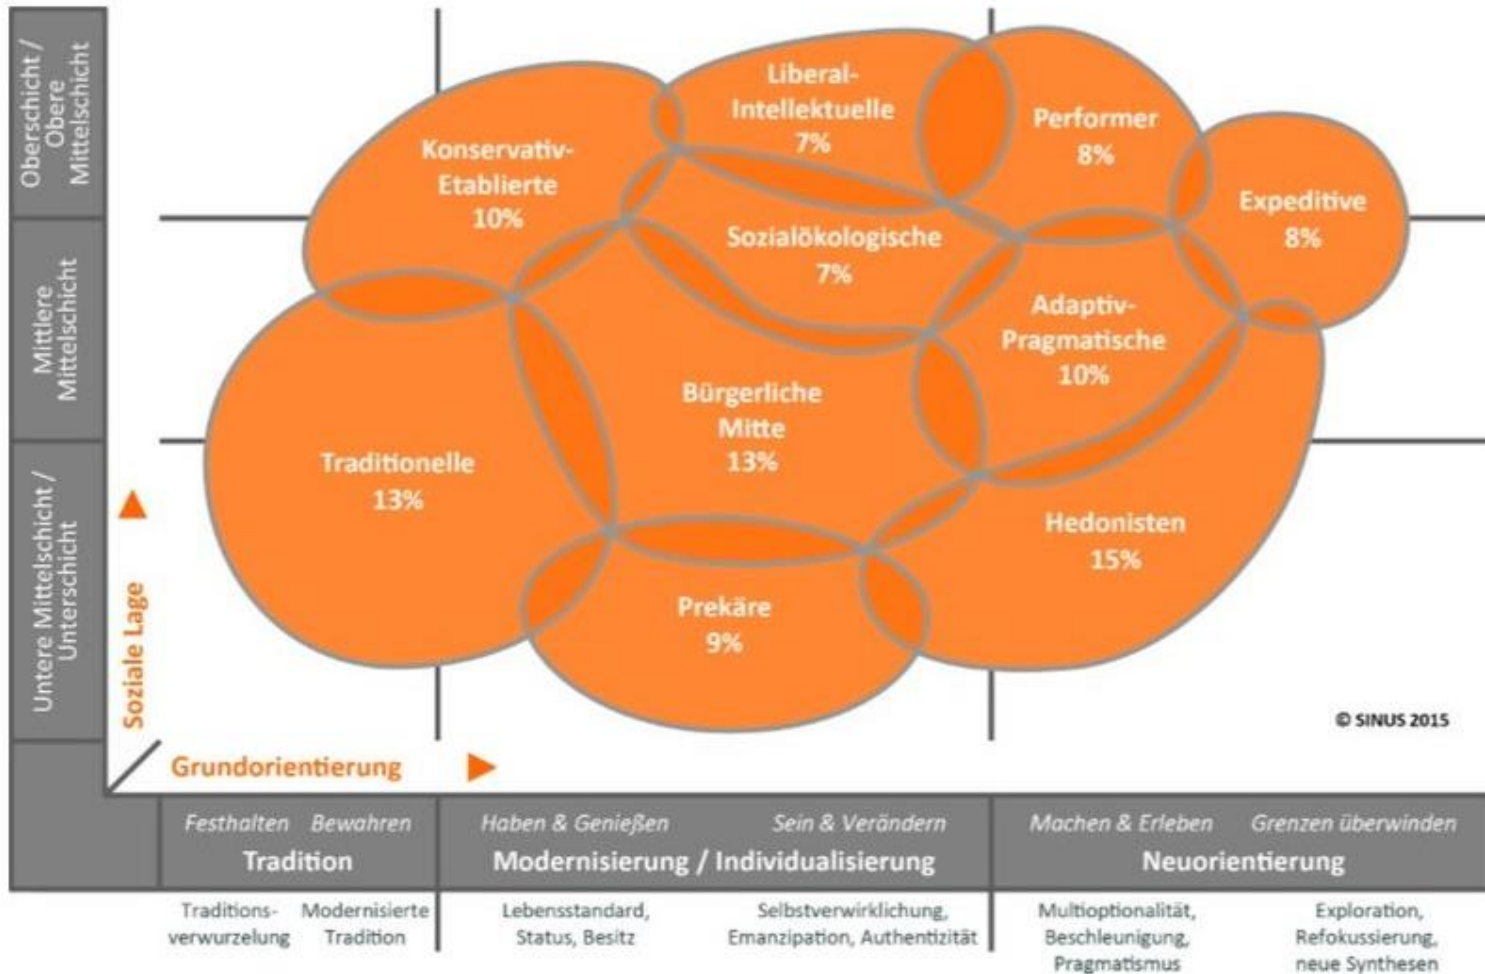 Oberschicht /
Obere
Mittelschicht
Mittlere
Mittelschicht
Untere Mittelschicht /
Unterschicht
Soziale Lage
Liberal-
Intellektuelle
7%
Performer
8%
Konservativ-
Etablierte
10%
Expeditive
8%
Sozialökologische
7%
Adaptiv-
Pragmatische
10%
Bürgerliche
Mitte
13%
Traditionelle
13%
Hedonisten
15%
Prekäre
9%
© SINUS 2015
Grundorientierung
Festhalten Bewahren
Tradition
Haben & Genießen Sein & Verändern
Modernisierung / Individualisierung
Machen & Erleben Grenzen überwinden
Neuorientierung
Traditions-
verwurzelung
Modernisierte
Tradition
Lebensstandard,
Status, Besitz
Selbstverwirklichung,
Emanzipation, Authentizität
Multioptionalität,
Beschleunigung,
Pragmatismus
Exploration,
Refokussierung,
neue Synthesen